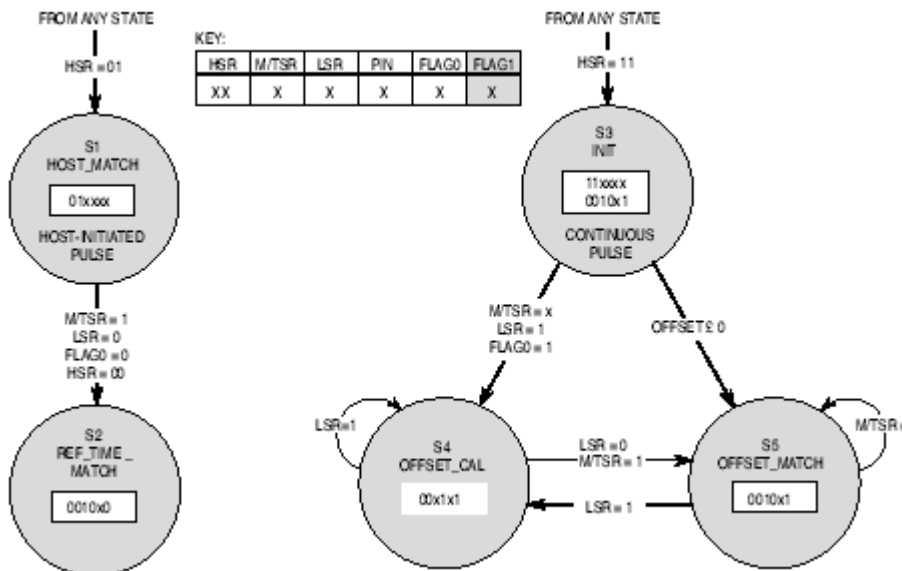 FROM ANY STATE
HSR = 01
KEY:
HSR M/TSR LSR PIN FLAG0 FLAG1
XX X X X X X
FROM ANY STATE
HSR = 11
S1
HOST_MATCH
01xxxx
HOST-INITIATED
PULSE
S3
INIT
11xxxx
0010x1
CONTINUOUS
PULSE
M/TSR = 1
LSR = 0
FLAG0 = 0
HSR = 00
M/TSR = x
LSR = 1
FLAG0 = 1
OFFSET £ 0
S2
REF_TIME_
MATCH
0010x0
LSR=1
S4
OFFSET_CAL
00x1x1
LSR=0
M/TSR = 1
LSR = 1
S5
OFFSET_MATCH
0010x1
M/TSR=